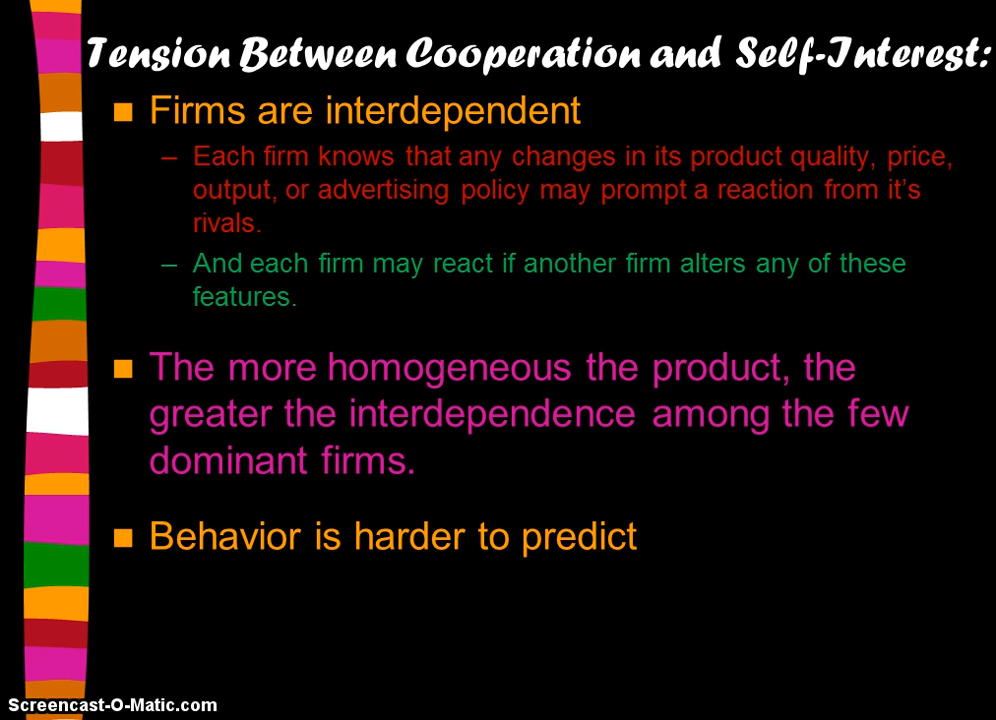 Tension Between Cooperation and Self-Interest:
Firms are interdependent
– Each firm knows that any changes in its product quality, price,
output, or advertising policy may prompt a reaction from it’s
rivals.
– And each firm may react if another firm alters any of these
features.
The more homogeneous the product, the
greater the interdependence among the few
dominant firms.
Behavior is harder to predict
Screencast-O-Matic.com